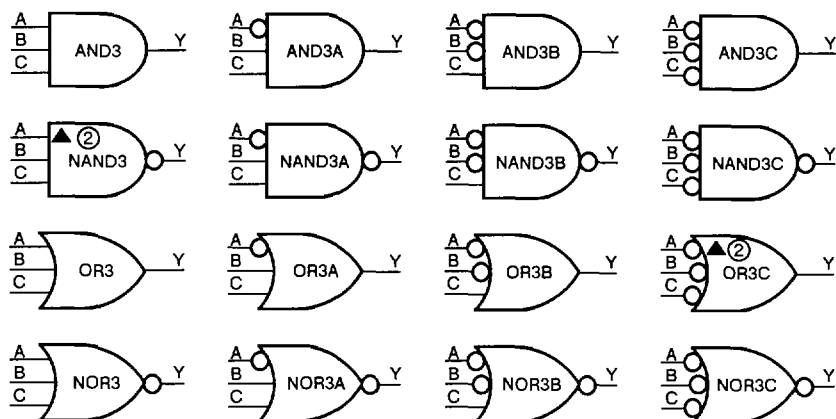 A A A A
B AND3 Y B AND3A Y B AND3B Y B AND3C Y
C C C C
A ▲ ② A A A
B NAND3 Y B NAND3A Y B NAND3B Y B NAND3C Y
C C C C
A A A A ▲ ②
B OR3 Y B OR3A Y B OR3B Y B OR3C Y
C C C C
A A A A
B NOR3 Y B NOR3A Y B NOR3B Y B NOR3C Y
C C C C